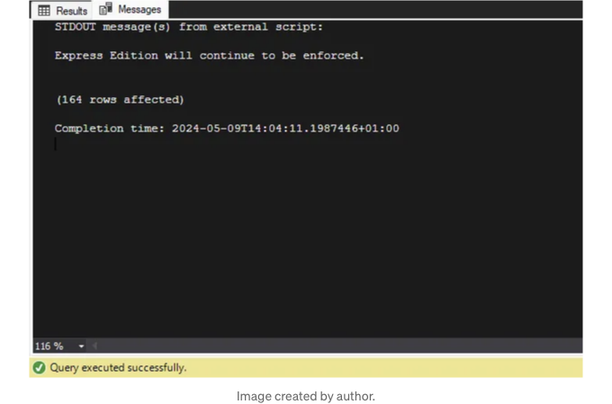 Results Messages
STDOUT message(s) from external script:
Express Edition will continue to be enforced.
(164 rows affected)
Completion time: 2024-05-09T14:04:11.1987446+01:00
116 %
Query executed successfully.
Image created by author.